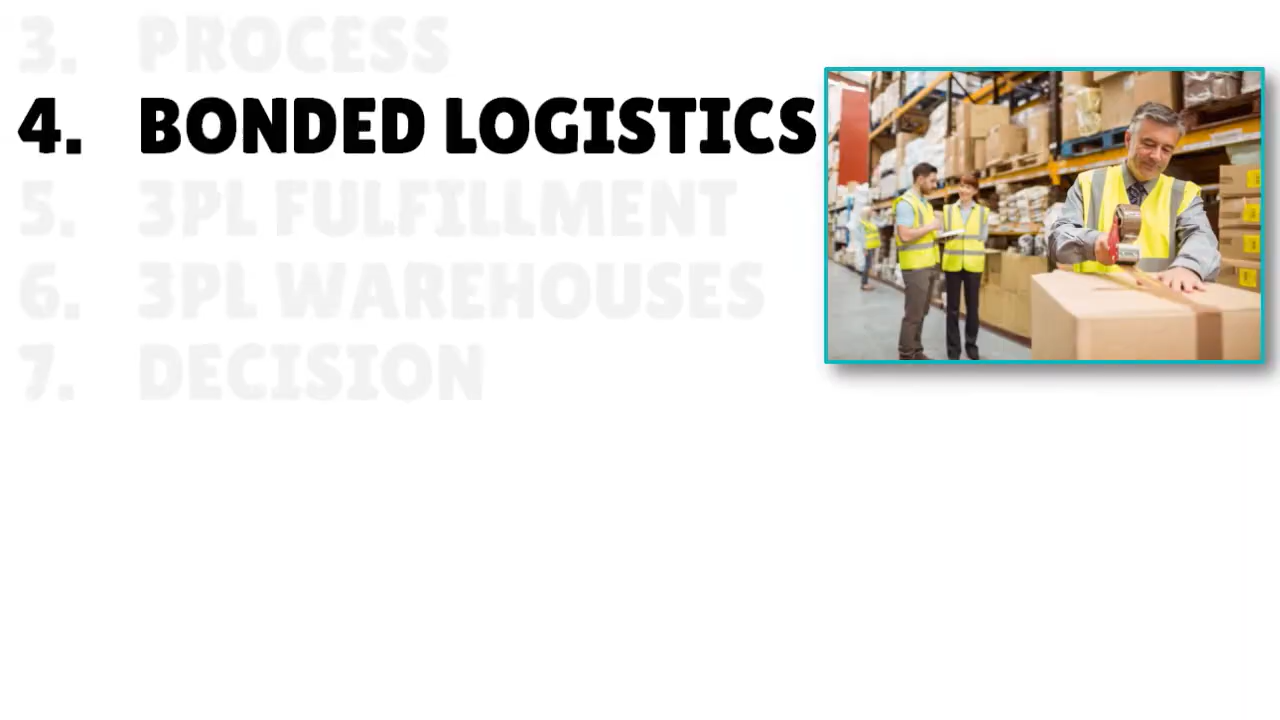 3. PROCESS
4. BONDED LOGISTICS
5. 3PL FULFILLMENT
6. 3PL WAREHOUSES
7. DECISION